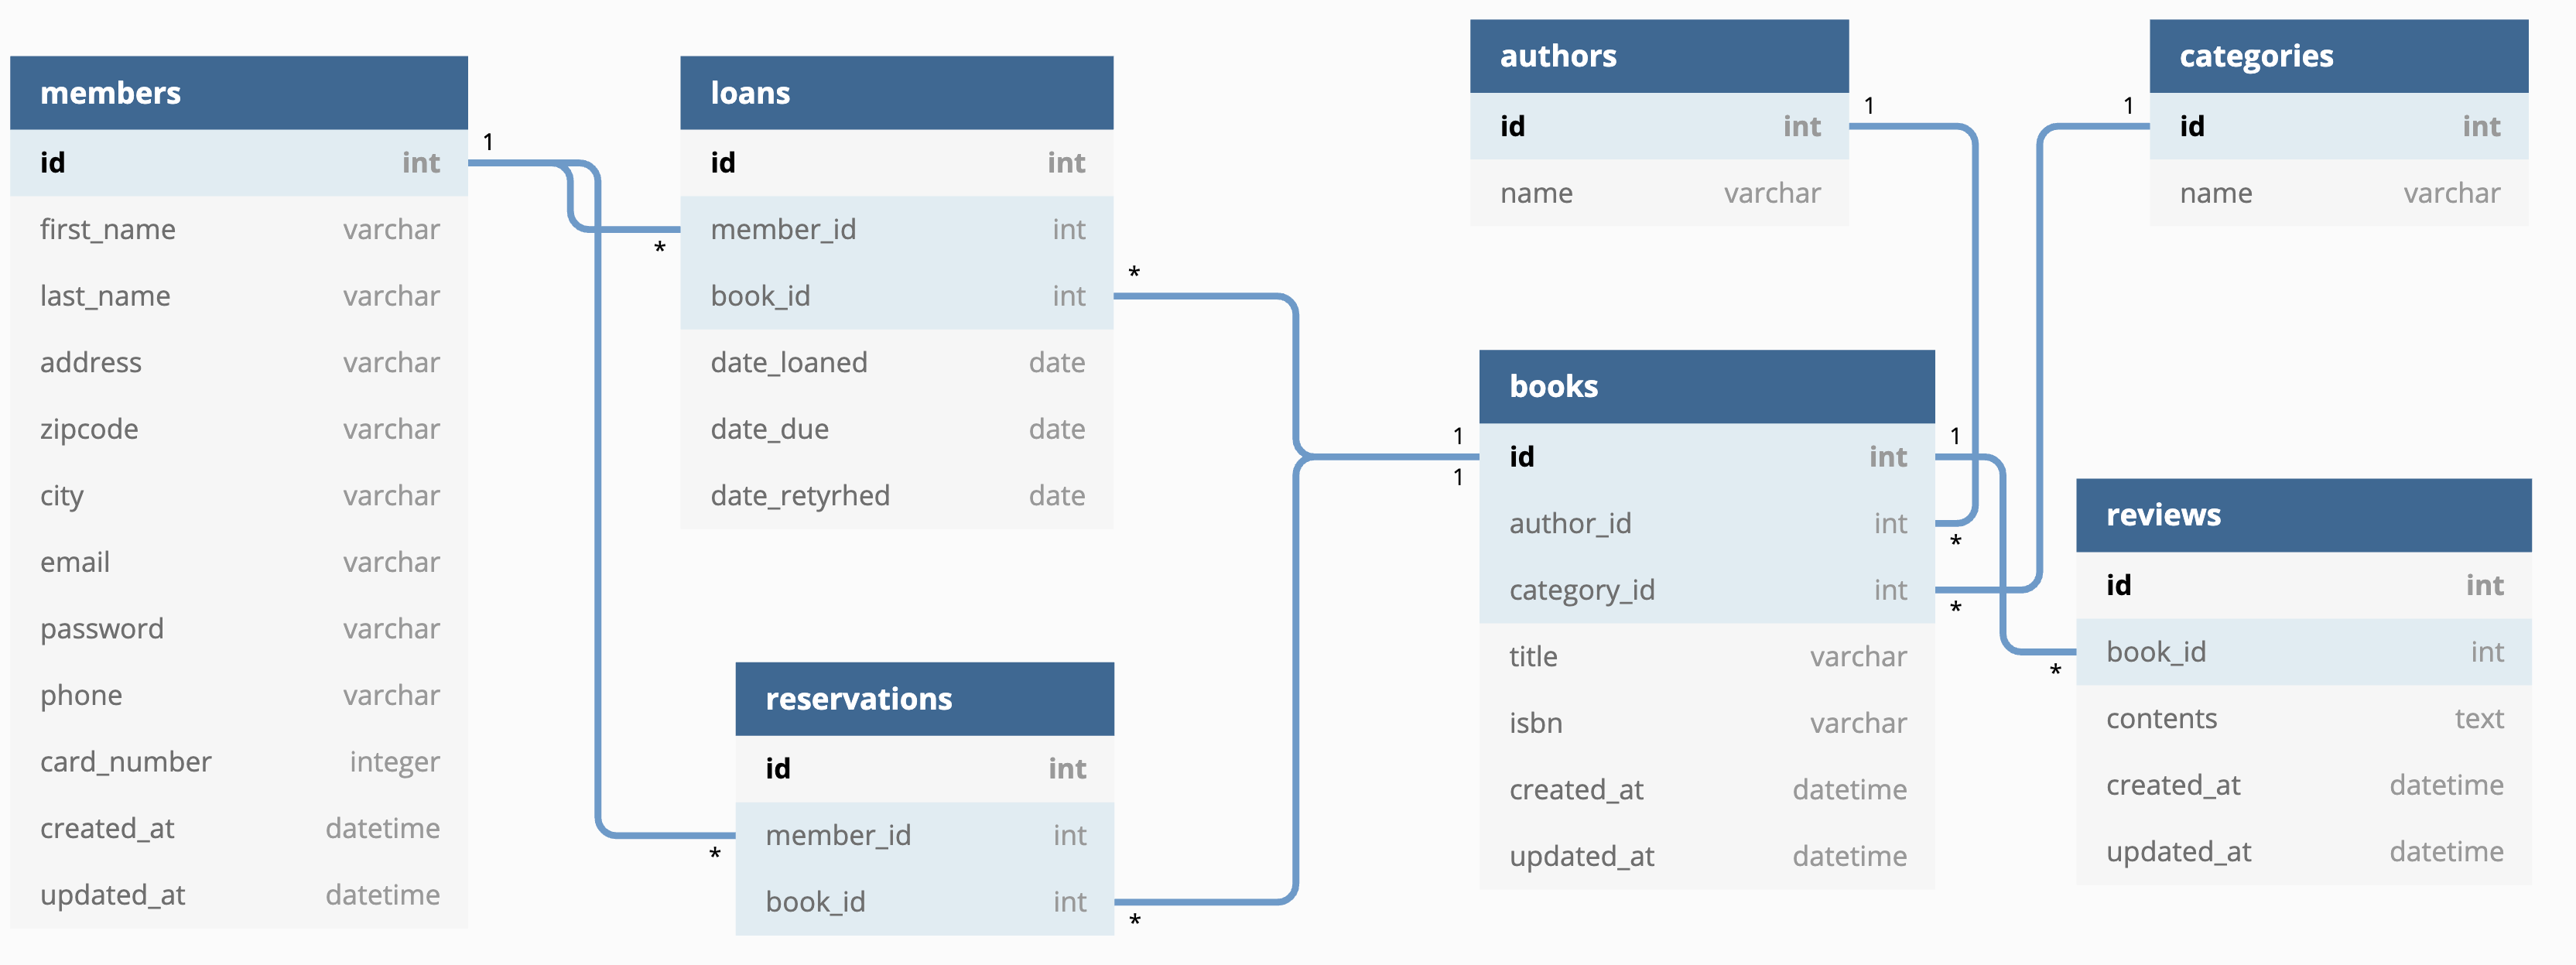 members
id int
first_name varchar
last_name varchar
address varchar
zipcode varchar
city varchar
email varchar
password varchar
phone varchar
card_number integer
created_at datetime
updated_at datetime
1
*
*
loans
id int
member_id int
book_id int
date_loaned date
date_due date
date_retyrhed date
*
reservations
id int
member_id int
book_id int
*
authors
id int
name varchar
1
categories
id int
name varchar
1
1
1
books
id int
author_id int
category_id int
title varchar
isbn varchar
created_at datetime
updated_at datetime
1
*
*
*
reviews
id int
book_id int
contents text
created_at datetime
updated_at datetime